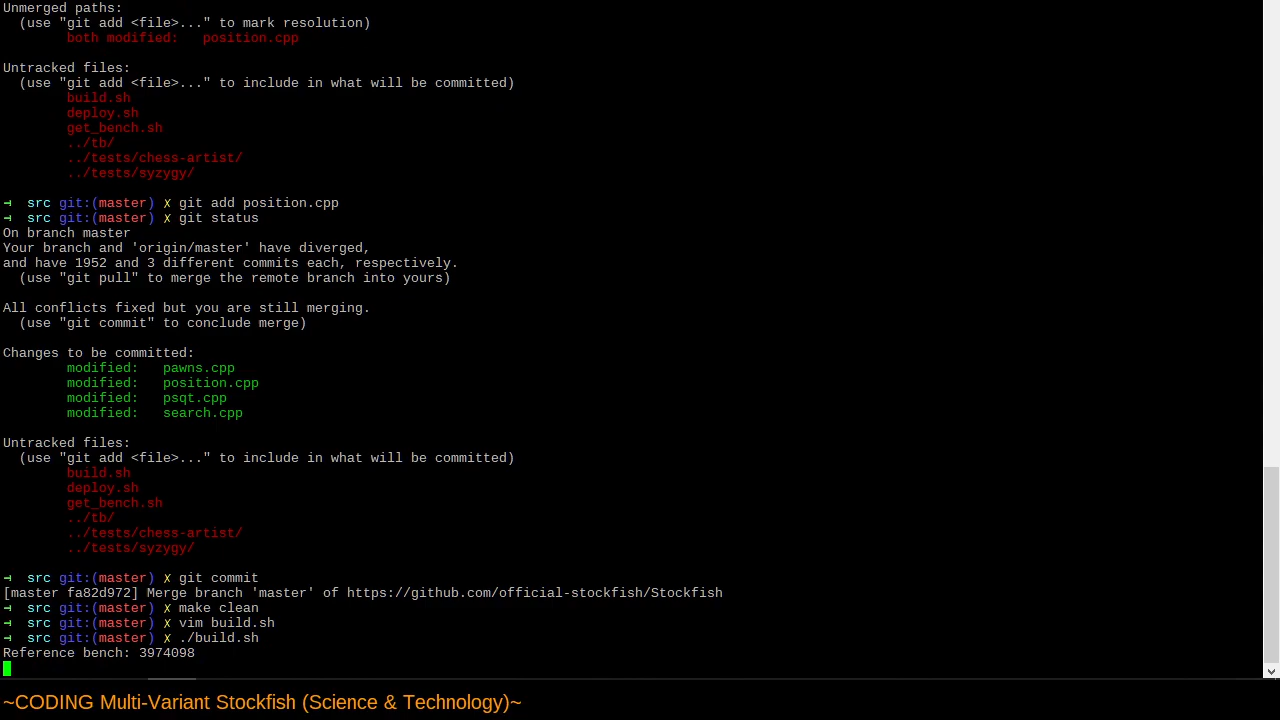 Unmerged paths:
  (use "git add <file>..." to mark resolution)
        both modified:   position.cpp

Untracked files:
  (use "git add <file>..." to include in what will be committed)
        build.sh
        deploy.sh
        get_bench.sh
        ../tb/
        ../tests/chess-artist/
        ../tests/syzygy/

→  src git:(master) ✗ git add position.cpp
→  src git:(master) ✗ git status
On branch master
Your branch and 'origin/master' have diverged,
and have 1952 and 3 different commits each, respectively.
  (use "git pull" to merge the remote branch into yours)

All conflicts fixed but you are still merging.
  (use "git commit" to conclude merge)

Changes to be committed:
        modified:   pawns.cpp
        modified:   position.cpp
        modified:   psqt.cpp
        modified:   search.cpp

Untracked files:
  (use "git add <file>..." to include in what will be committed)
        build.sh
        deploy.sh
        get_bench.sh
        ../tb/
        ../tests/chess-artist/
        ../tests/syzygy/

→  src git:(master) ✗ git commit
[master fa82d972] Merge branch 'master' of https://github.com/official-stockfish/Stockfish
→  src git:(master) ✗ make clean
→  src git:(master) ✗ vim build.sh
→  src git:(master) ✗ ./build.sh
Reference bench: 3974098
~CODING Multi-Variant Stockfish (Science & Technology)~